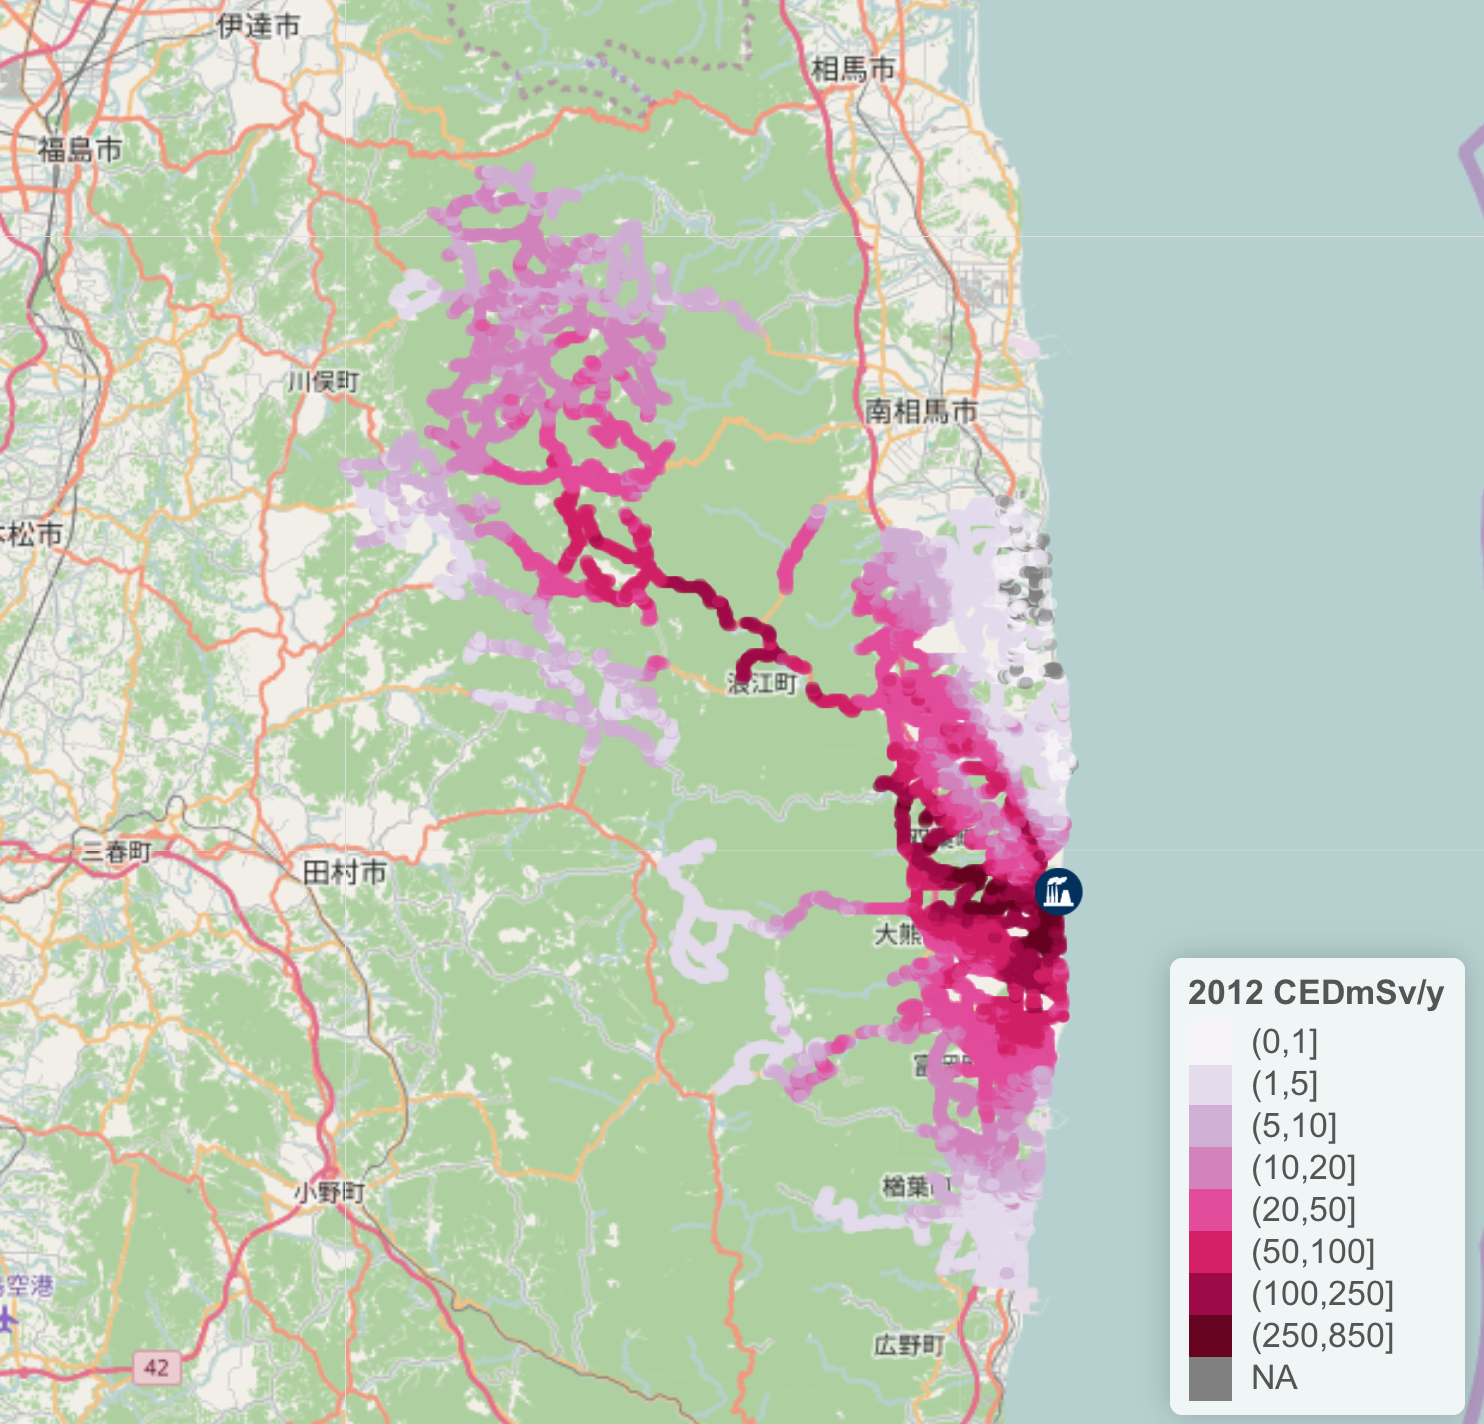 伊達市
相馬市
福島市
川俣町
南相馬市
松市
浪江町
三春町
田村市
大熊
小野町
楢葉
空港
広野町
42
2012 CEDmSv/y
(0,1]
(1,5]
(5,10]
(10,20]
(20,50]
(50,100]
(100,250]
(250,850]
NA